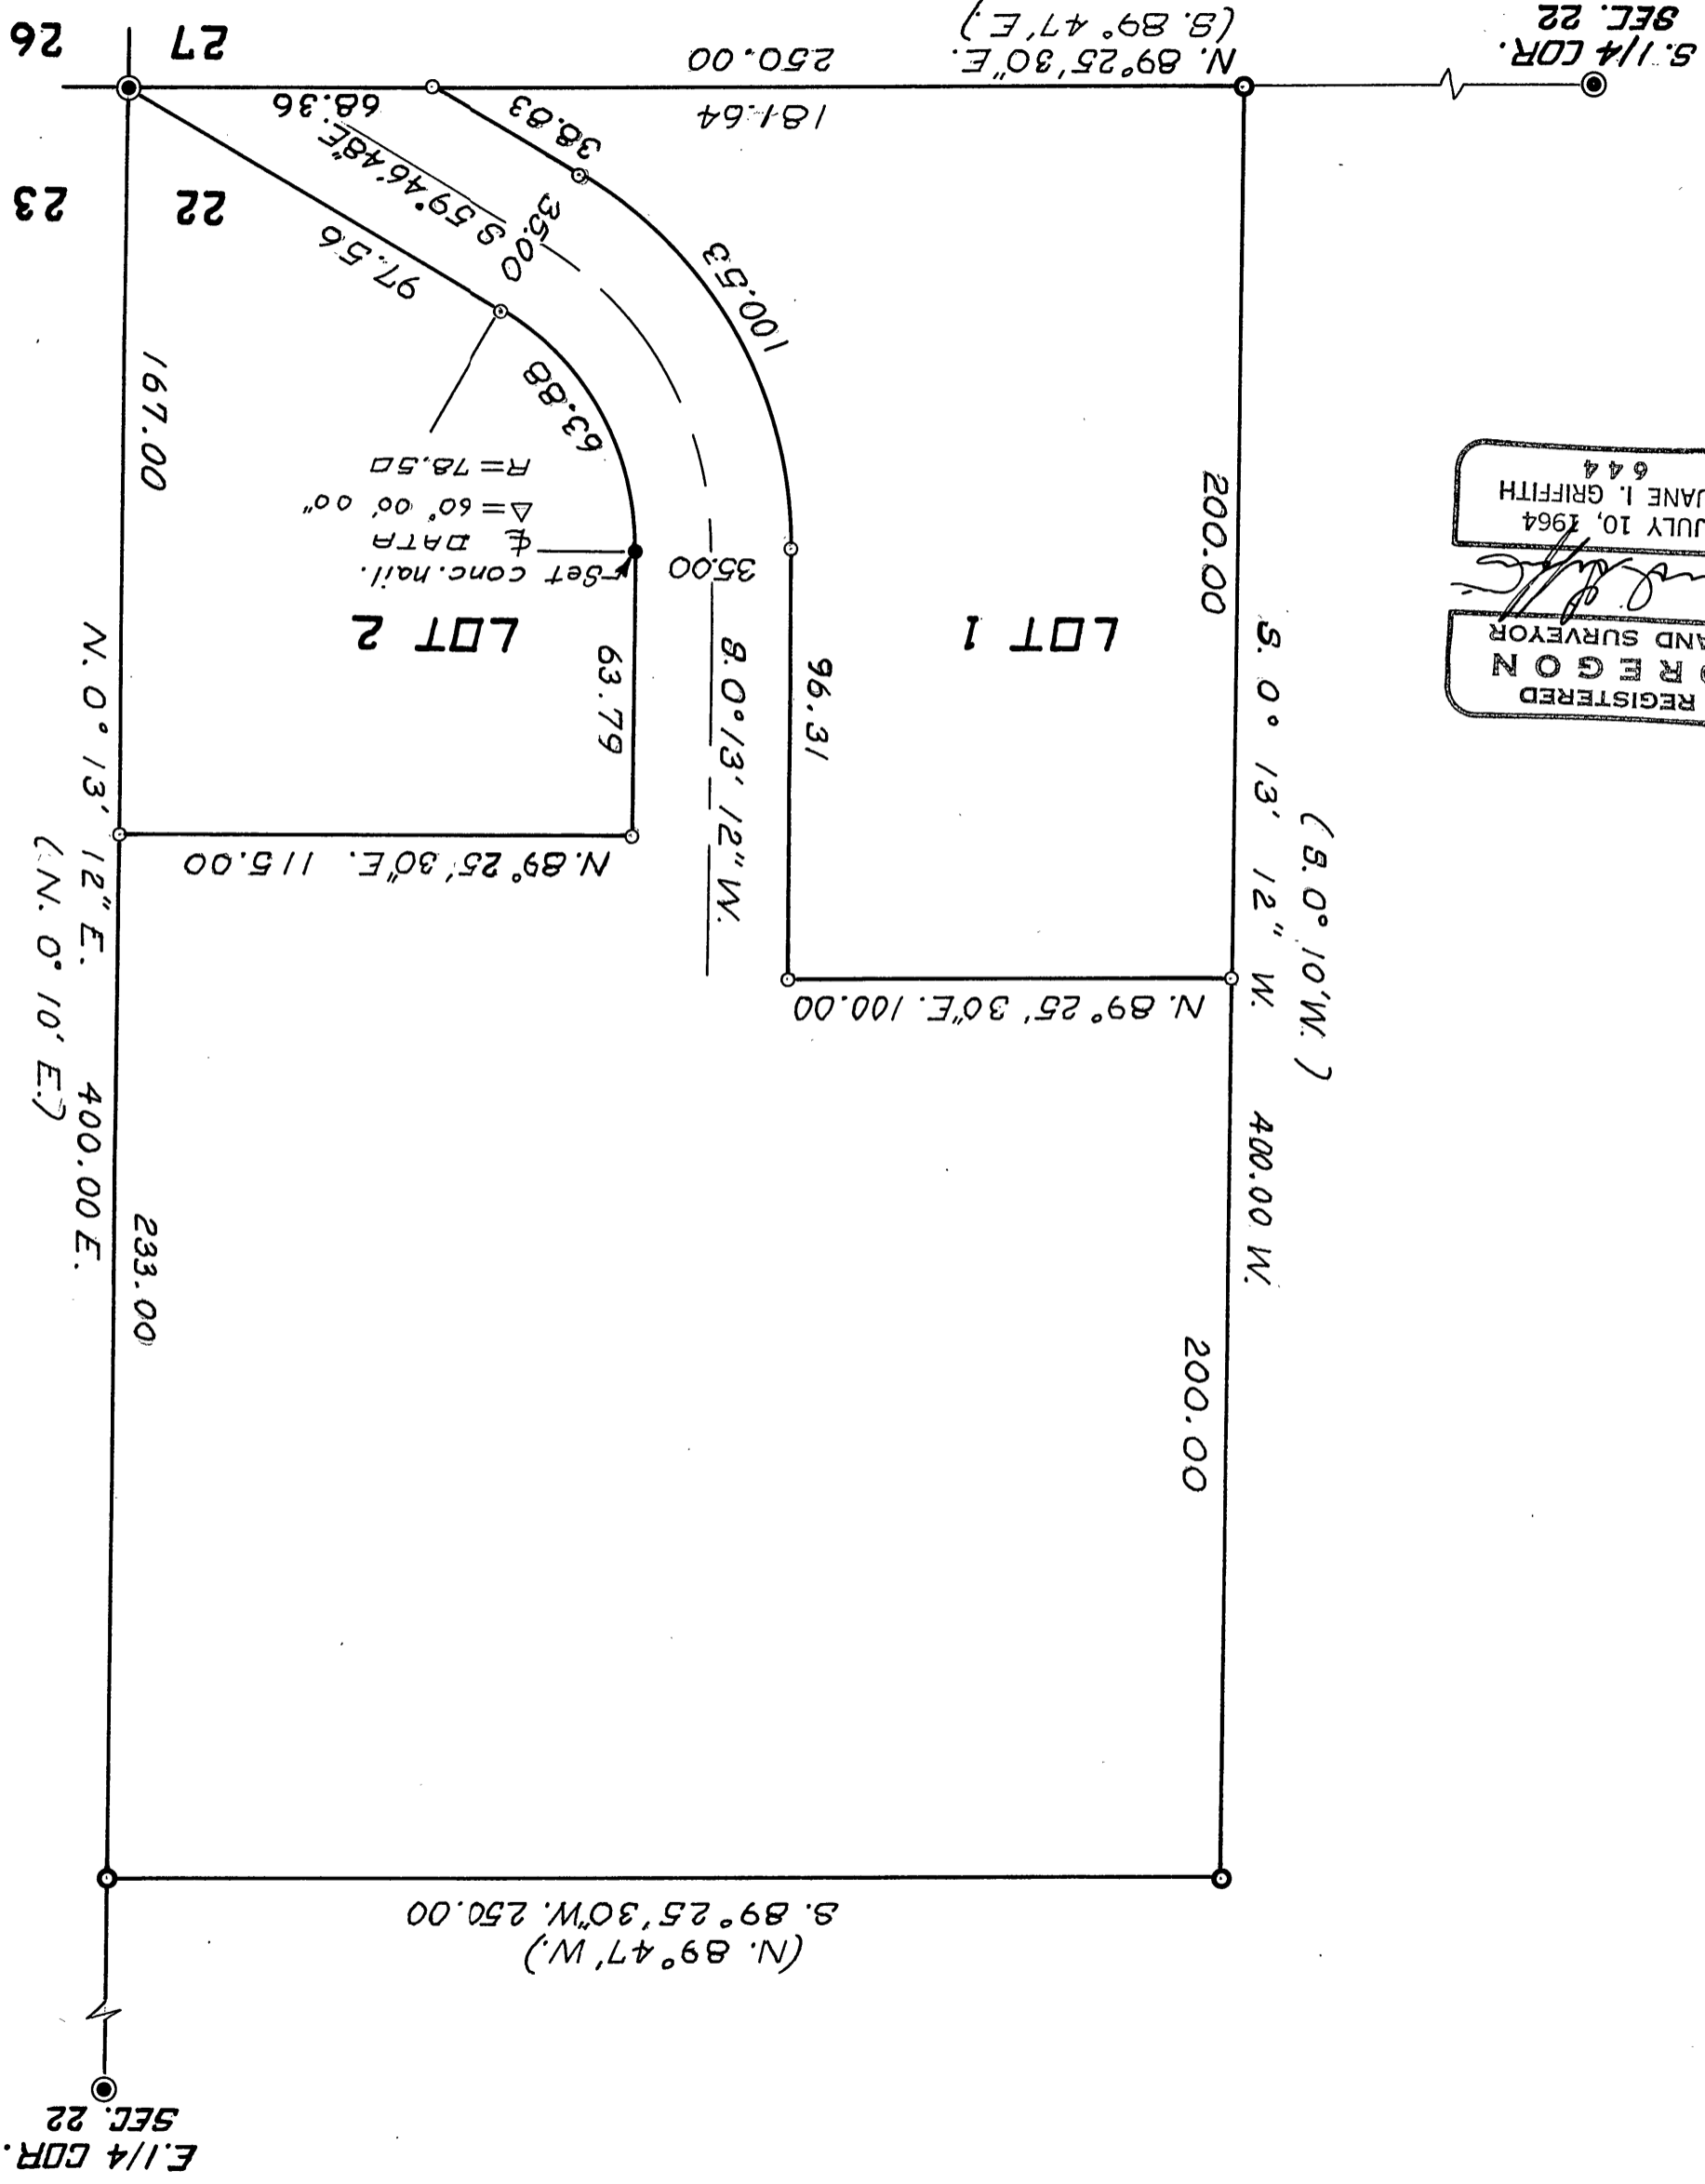 E. 1/4 COR.
SEC. 22
(N. 89° 47' W.)
S. 89° 25' 30" W. 250.00
200.00
233.00
400.00 W.
400.00 E.
(S. 0° 10' W.)
S. 0° 13' 12" W.
(N. 0° 10' E.)
N. 0° 13' 12" E.
N. 89° 25' 30" E. 100.00
N. 89° 25' 30" E. 115.00
S. 0° 13' 12" W.
96.31
63.79
REGISTERED
OREGON
AND SURVEYOR
JULY 10, 1964
JANE I. GRIFFITH
644
LOT 1
LOT 2
Set conc. nail.
35.00
℄ DATA
Δ = 60° 00' 00"
R = 78.50
200.00
167.00
63.88
100.53
97.56
35.00
S 59° 46' 48" E.
38.83
22
23
68.36
181.64
250.00
N. 89° 25' 30" E.
(S. 89° 47' E.)
S. 1/4 COR.
SEC. 22
27
26